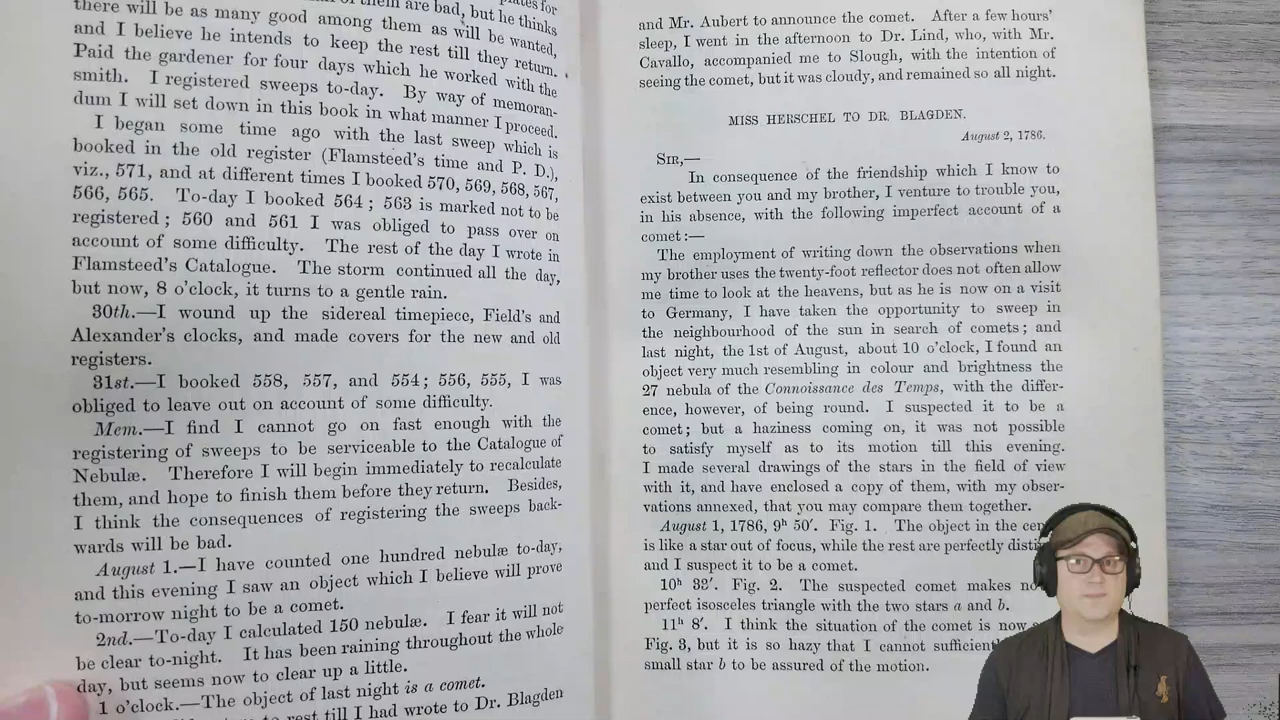 there will be as many good among them as will be wanted,
of them are bad, but he thinks
and I believe he intends to keep the rest till they return.
Paid the gardener for four days which he worked with the
smith. I registered sweeps to-day. By way of memoran-
dum I will set down in this book in what manner I proceed.
I began some time ago with the last sweep which is
booked in the old register (Flamsteed's time and P. D.),
viz., 571, and at different times I booked 570, 569, 568, 567,
566, 565. To-day I booked 564; 563 is marked not to be
registered; 560 and 561 I was obliged to pass over on
account of some difficulty. The rest of the day I wrote in
Flamsteed's Catalogue. The storm continued all the day,
but now, 8 o'clock, it turns to a gentle rain.
30th.—I wound up the sidereal timepiece, Field's and
Alexander's clocks, and made covers for the new and old
registers.
31st.—I booked 558, 557, and 554; 556, 555, I was
obliged to leave out on account of some difficulty.
Mem.—I find I cannot go on fast enough with the
registering of sweeps to be serviceable to the Catalogue of
Nebulæ. Therefore I will begin immediately to recalculate
them, and hope to finish them before they return. Besides,
I think the consequences of registering the sweeps back-
wards will be bad.
August 1.—I have counted one hundred nebulæ to-day,
and this evening I saw an object which I believe will prove
to-morrow night to be a comet.
2nd.—To-day I calculated 150 nebulæ. I fear it will not
be clear to-night. It has been raining throughout the whole
day, but seems now to clear up a little.
1 o'clock.—The object of last night is a comet.
rest till I had wrote to Dr. Blagden
and Mr. Aubert to announce the comet. After a few hours'
sleep, I went in the afternoon to Dr. Lind, who, with Mr.
Cavallo, accompanied me to Slough, with the intention of
seeing the comet, but it was cloudy, and remained so all night.
MISS HERSCHEL TO DR. BLAGDEN.
August 2, 1786.
SIR,—
In consequence of the friendship which I know to
exist between you and my brother, I venture to trouble you,
in his absence, with the following imperfect account of a
comet:—
The employment of writing down the observations when
my brother uses the twenty-foot reflector does not often allow
me time to look at the heavens, but as he is now on a visit
to Germany, I have taken the opportunity to sweep in
the neighbourhood of the sun in search of comets; and
last night, the 1st of August, about 10 o'clock, I found an
object very much resembling in colour and brightness the
27 nebula of the Connoissance des Temps, with the differ-
ence, however, of being round. I suspected it to be a
comet; but a haziness coming on, it was not possible
to satisfy myself as to its motion till this evening.
I made several drawings of the stars in the field of view
with it, and have enclosed a copy of them, with my obser-
vations annexed, that you may compare them together.
August 1, 1786, 9ʰ 50′. Fig. 1. The object in the
is like a star out of focus, while the rest are perfectly
and I suspect it to be a comet.
10ʰ 32′. Fig. 2. The suspected comet makes
perfect isosceles triangle with the two stars a and b.
11ʰ 8′. I think the situation of the comet is now
Fig. 3, but it is so hazy that I cannot
small star b to be assured of the motion.